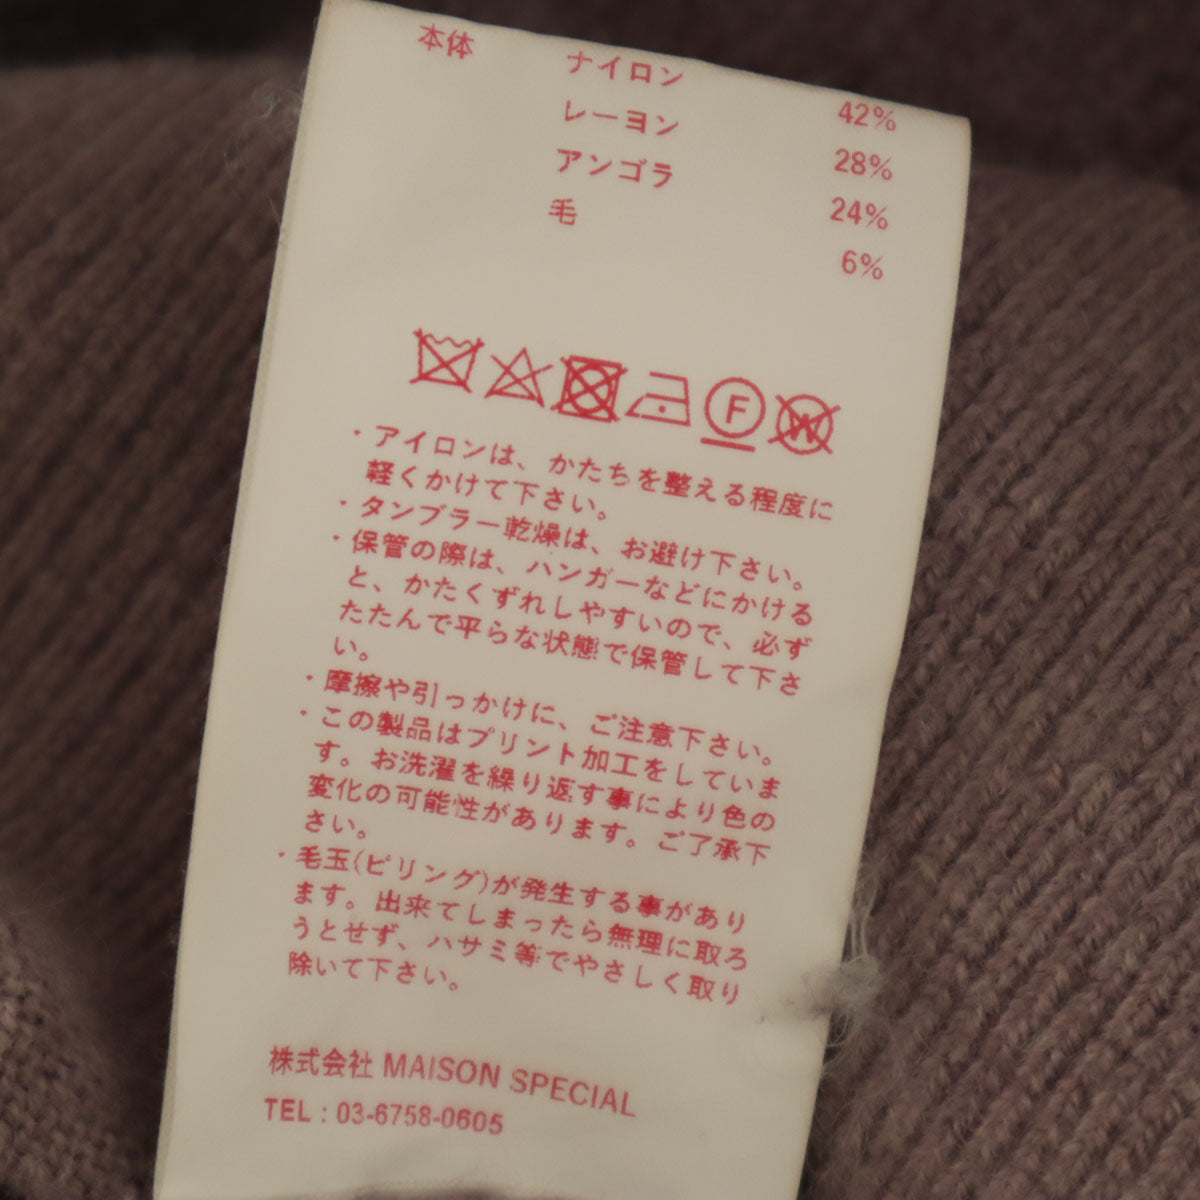 本体 ナイロン 42%
レーヨン 28%
アンゴラ 24%
毛 6%
F W
・アイロンは、かたちを整える程度に
軽くかけて下さい。
・タンブラー乾燥は、お避け下さい。
・保管の際は、ハンガーなどにかける
と、かたくずれしやすいので、必ず
たたんで平らな状態で保管して下さ
い。
・摩擦や引っかけに、ご注意下さい。
・この製品はプリント加工をしていま
す。お洗濯を繰り返す事により色の
変化の可能性があります。ご了承下
さい。
・毛玉(ピリング)が発生する事があり
ます。出来てしまったら無理に取ろ
うとせず、ハサミ等でやさしく取り
除いて下さい。
株式会社 MAISON SPECIAL
TEL : 03-6758-0605